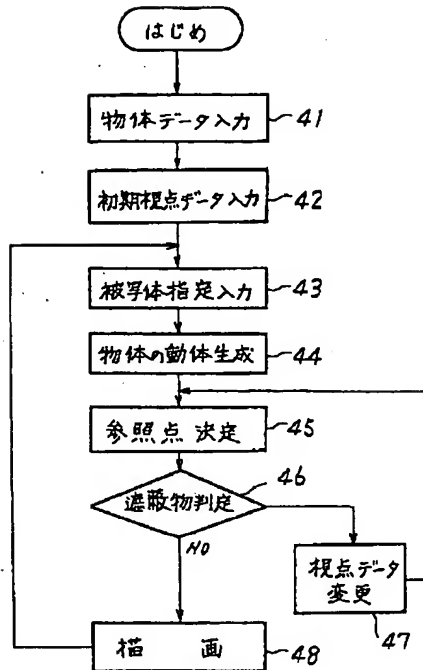 はじめ
物体データ入力 41
初期視点データ入力 42
被写体指定入力 43
物体の動体生成 44
参照点 決定 45
遮蔽物判定 46
NO
視点データ
変更
47
描 画 48